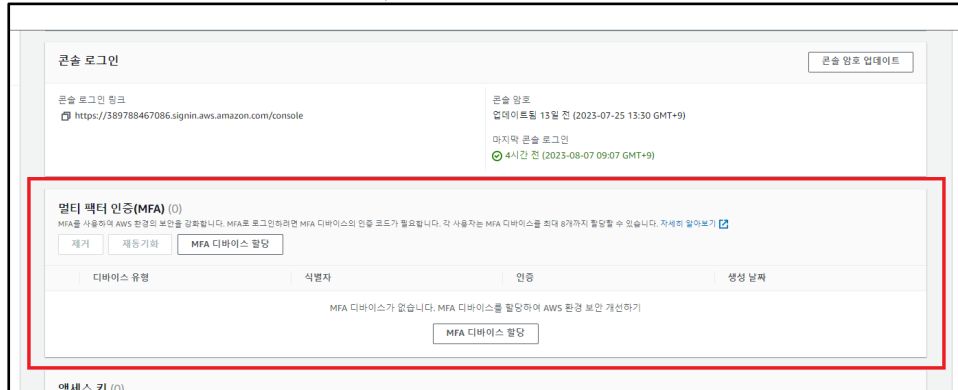 콘솔 로그인
콘솔 암호 업데이트
콘솔 로그인 링크
https://389788467086.signin.aws.amazon.com/console
콘솔 암호
업데이트됨 13일 전 (2023-07-25 13:30 GMT+9)
마지막 콘솔 로그인
4시간 전 (2023-08-07 09:07 GMT+9)
멀티 팩터 인증(MFA) (0)
MFA를 사용하여 AWS 환경의 보안을 강화합니다. MFA로 로그인하려면 MFA 디바이스의 인증 코드가 필요합니다. 각 사용자는 MFA 디바이스를 최대 8개까지 할당할 수 있습니다. 자세히 알아보기
제거 재동기화 MFA 디바이스 할당
디바이스 유형 식별자 인증 생성 날짜
MFA 디바이스가 없습니다. MFA 디바이스를 할당하여 AWS 환경 보안 개선하기
MFA 디바이스 할당
액세스 키 (0)